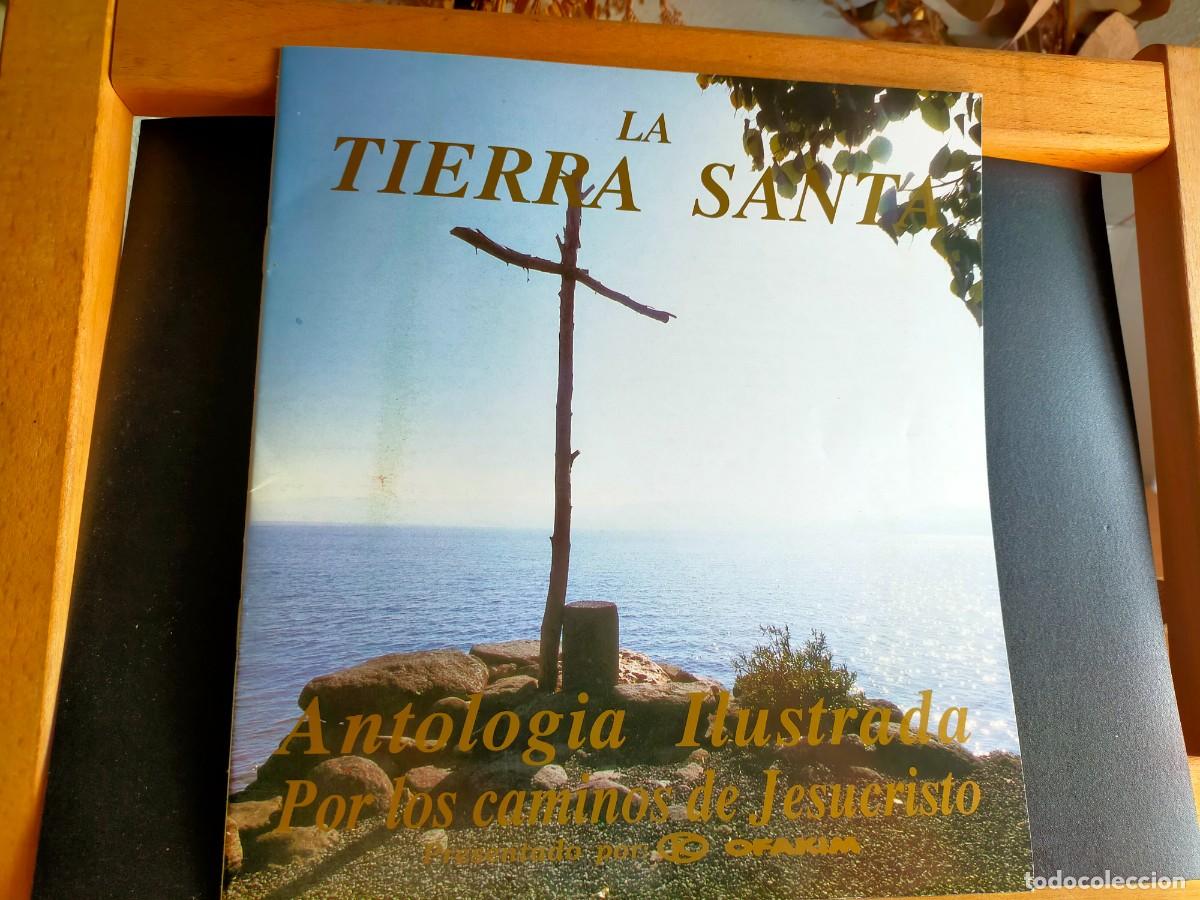 LA
TIERRA SANTA
Antologia Ilustrada
Por los caminos de Jesucristo
Presentado por OFAKIM
todocoleccion